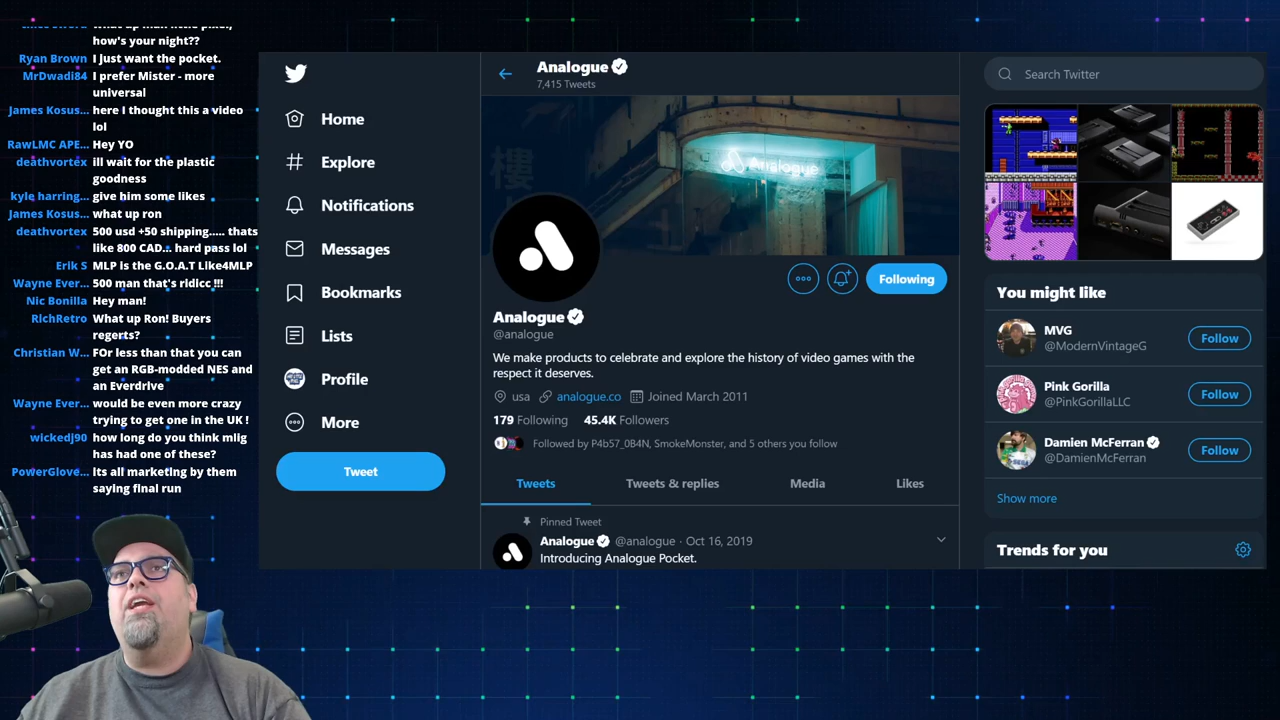 what up man little pixel,
how's your night??
Ryan Brown I just want the pocket.
MrDwadi84 I prefer Mister - more
universal
James Kosus... here I thought this a video
lol
RawLMC APE... Hey YO
deathvortex ill wait for the plastic
goodness
kyle harring... give him some likes
James Kosus... what up ron
deathvortex 500 usd +50 shipping..... thats
like 800 CAD... hard pass lol
Erik S MLP is the G.O.A.T LIke4MLP
Wayne Ever... 500 man that's ridicc !!!
Nic Bonilla Hey man!
RIchRetro What up Ron! Buyers
regerts?
Christian W... FOr less than that you can
get an RGB-modded NES and
an Everdrive
Wayne Ever... would be even more crazy
trying to get one in the UK !
wickedj90 how long do you think mlig
has had one of these?
PowerGlove... Its all marketing by them
saying final run
Home
Explore
Notifications
Messages
Bookmarks
Lists
Profile
More
Tweet
Analogue
7,415 Tweets
樓
Analogue
Following
Analogue
@analogue
We make products to celebrate and explore the history of video games with the
respect it deserves.
usa analogue.co Joined March 2011
179 Following 45.4K Followers
Followed by P4b57_0B4N, SmokeMonster, and 5 others you follow
Tweets Tweets & replies Media Likes
Pinned Tweet
Analogue @analogue · Oct 16, 2019
Introducing Analogue Pocket.
Search Twitter
You might like
MVG
@ModernVintageG
Follow
Pink Gorilla
@PinkGorillaLLC
Follow
Damien McFerran
@DamienMcFerran
Follow
Show more
Trends for you